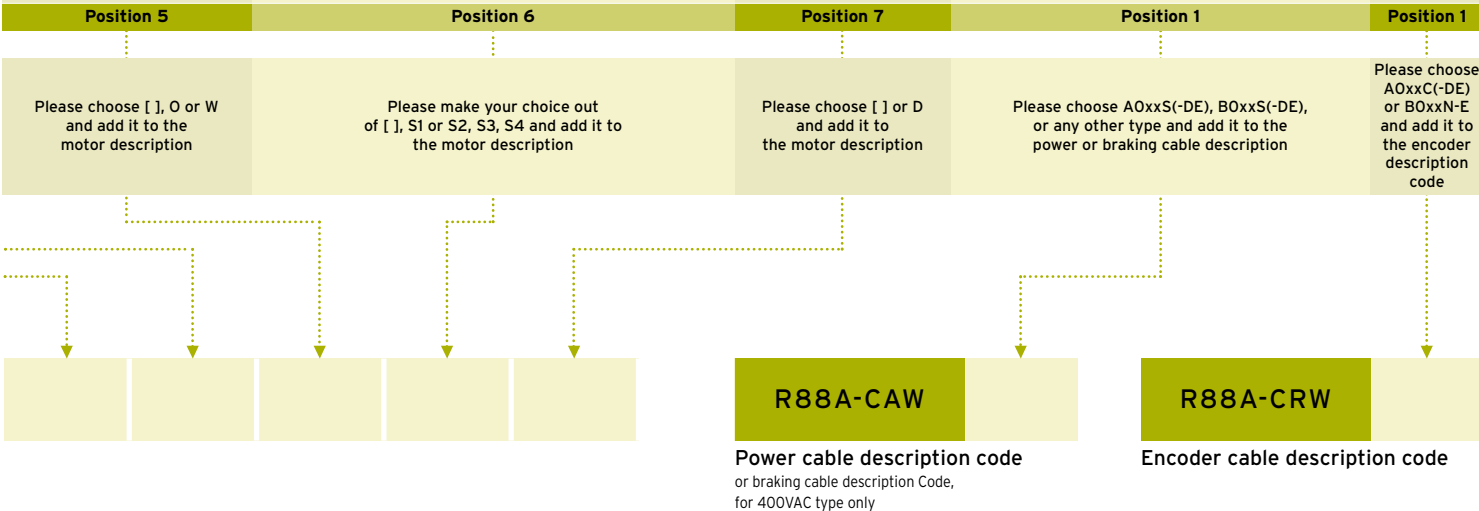 Position 5
Position 6
Position 7
Position 1
Position 1
Please choose [ ], O or W
and add it to the
motor description
Please make your choice out
of [ ], S1 or S2, S3, S4 and add it to
the motor description
Please choose [ ] or D
and add it to
the motor description
Please choose A0xxS(-DE), B0xxS(-DE),
or any other type and add it to the
power or braking cable description
Please choose
A0xxC(-DE)
or B0xxN-E
and add it to
the encoder
description
code
R88A-CAW
R88A-CRW
Power cable description code
or braking cable description Code,
for 400VAC type only
Encoder cable description code